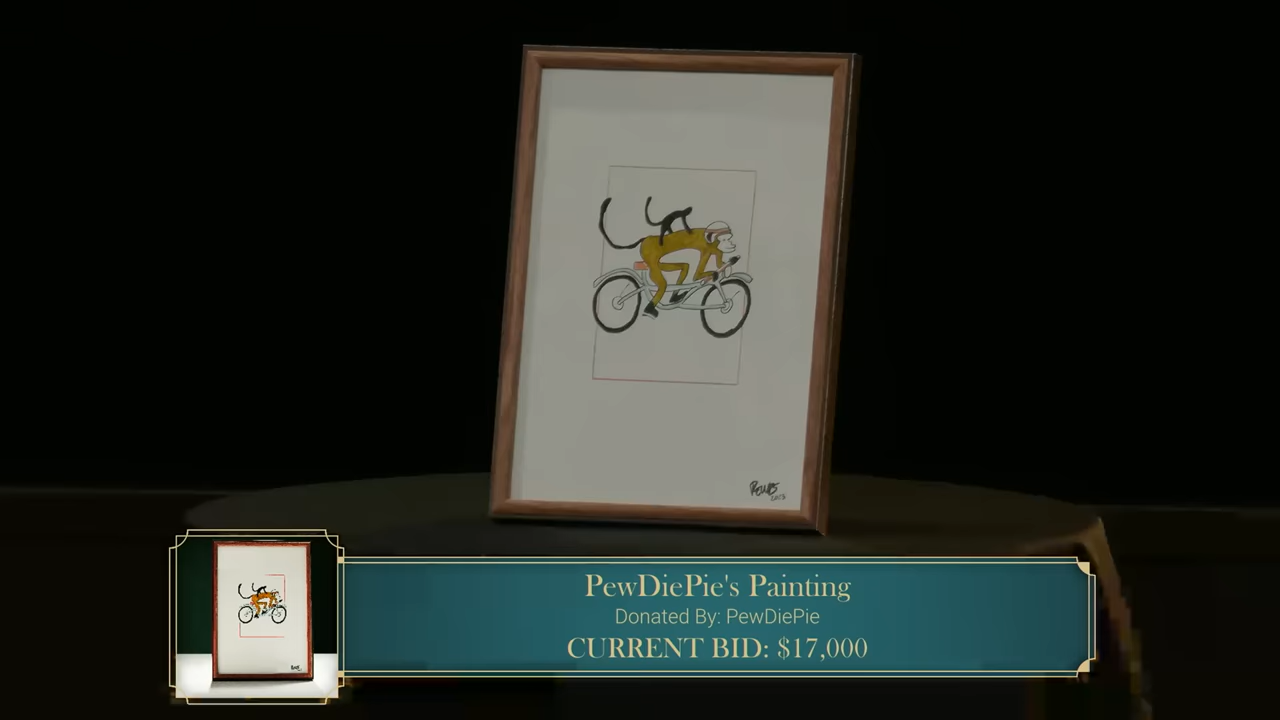 PewDiePie's Painting
Donated By: PewDiePie
CURRENT BID: $17,000